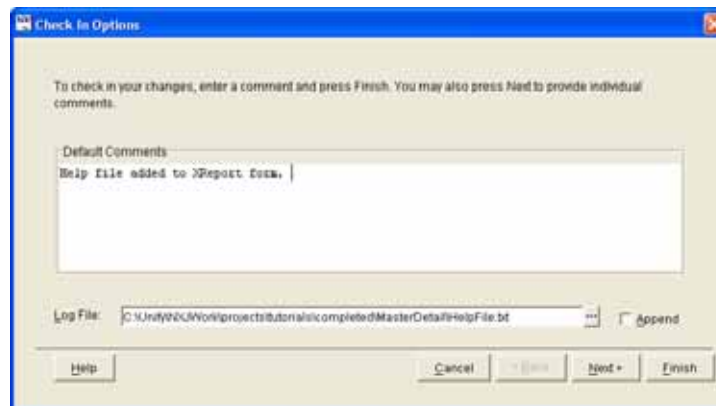 Check In Options
To check in your changes, enter a comment and press Finish. You may also press Next to provide individual
comments.
Default Comments
Help file added to XReport form.
Log File: C:\Unify\NXJWork\projects\tutorials\completed\MasterDetail\HelpFile.txt ... Append
Help Cancel < Back Next > Finish